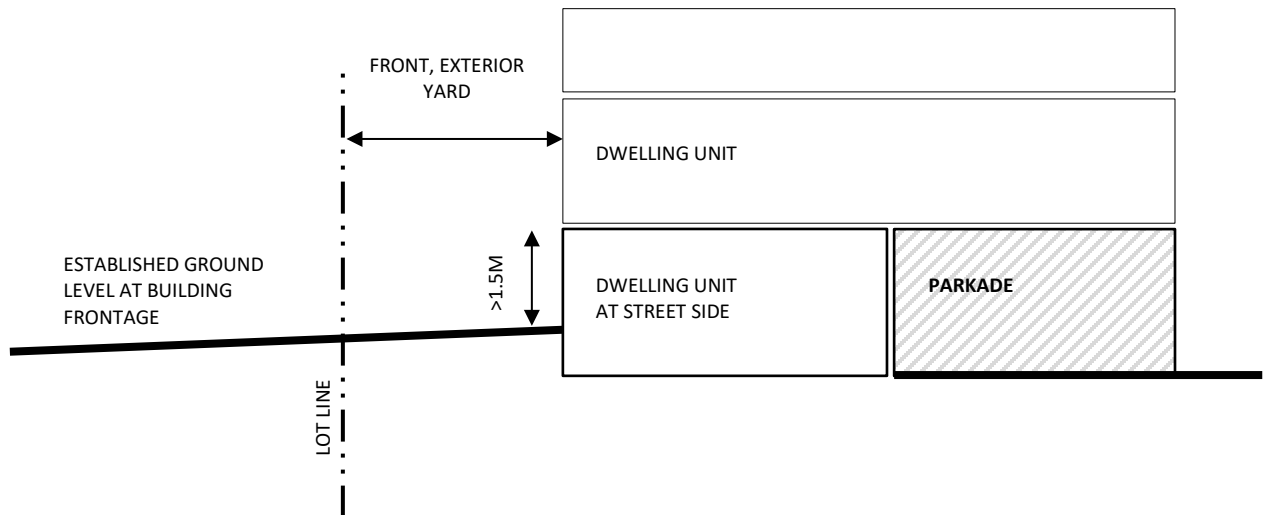 FRONT, EXTERIOR
YARD
DWELLING UNIT
ESTABLISHED GROUND
LEVEL AT BUILDING
FRONTAGE
>1.5M
DWELLING UNIT
AT STREET SIDE
PARKADE
LOT LINE